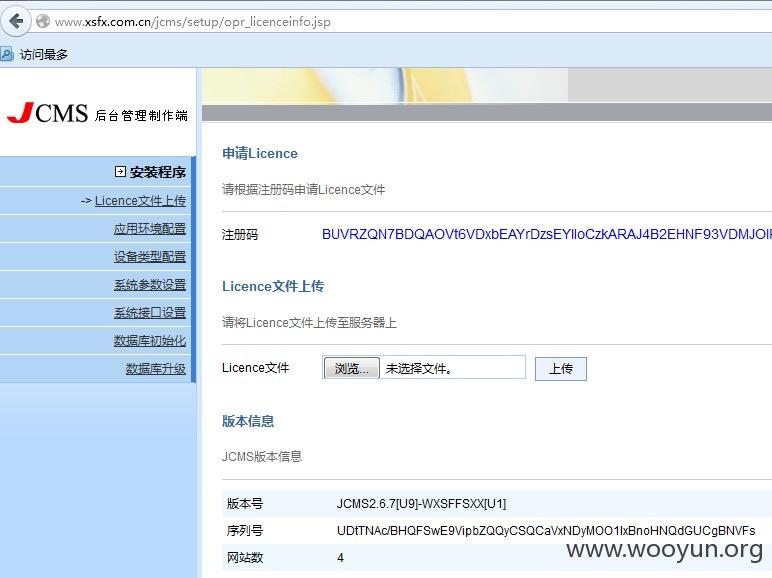 www.xsfx.com.cn/jcms/setup/opr_licenceinfo.jsp
访问最多
JCMS 后台管理制作端
安装程序
-> Licence文件上传
应用环境配置
设备类型配置
系统参数设置
系统接口设置
数据库初始化
数据库升级
申请Licence
请根据注册码申请Licence文件
注册码 BUVRZQN7BDQAOVt6VDxbEAYrDzsEYlloCzkARAJ4B2EHNF93VDMJOlF
Licence文件上传
请将Licence文件上传至服务器上
Licence文件 浏览... 未选择文件。 上传
版本信息
JCMS版本信息
版本号 JCMS2.6.7[U9]-WXSFFSXX[U1]
序列号 UDtTNAc/BHQFSwE9VipbZQQyCSQCaVxNDyMOO1IxBnoHNQdGUCgBNVFs
网站数 4
www.wooyun.org